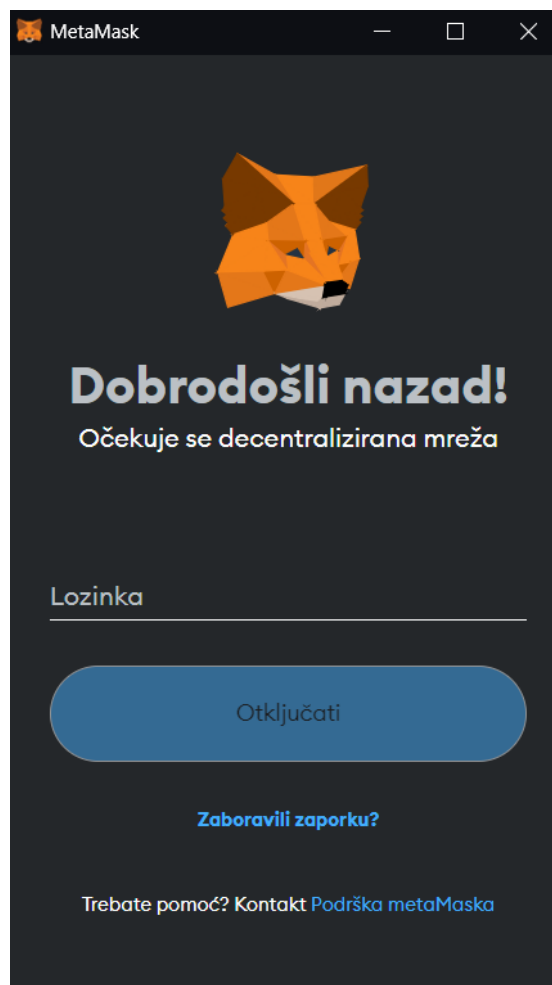 MetaMask
Dobrodošli nazad!
Očekuje se decentralizirana mreža
Lozinka
Otključati
Zaboravili zaporku?
Trebate pomoć? Kontakt Podrška metaMaska